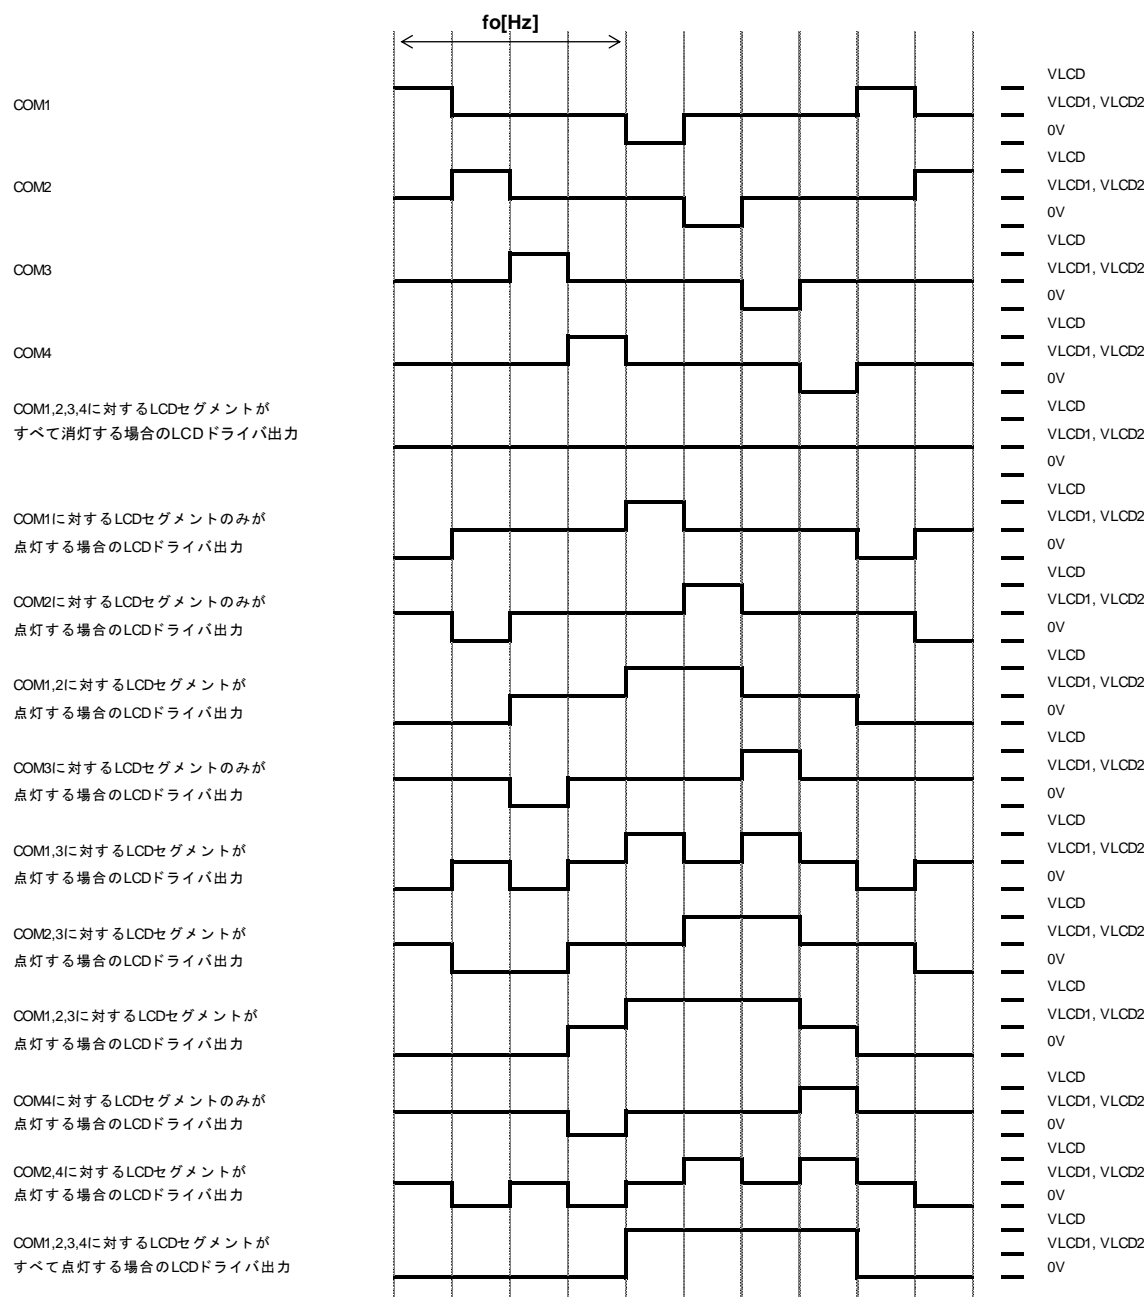 fo[Hz]
VLCD
COM1
VLCD1, VLCD2
0V
VLCD
COM2
VLCD1, VLCD2
0V
VLCD
COM3
VLCD1, VLCD2
0V
VLCD
COM4
VLCD1, VLCD2
0V
COM1,2,3,4に対するLCDセグメントが
VLCD
すべて消灯する場合のLCDドライバ出力
VLCD1, VLCD2
0V
VLCD
COM1に対するLCDセグメントのみが
VLCD1, VLCD2
点灯する場合のLCDドライバ出力
0V
VLCD
COM2に対するLCDセグメントのみが
VLCD1, VLCD2
点灯する場合のLCDドライバ出力
0V
VLCD
COM1,2に対するLCDセグメントが
VLCD1, VLCD2
点灯する場合のLCDドライバ出力
0V
VLCD
COM3に対するLCDセグメントのみが
VLCD1, VLCD2
点灯する場合のLCDドライバ出力
0V
VLCD
COM1,3に対するLCDセグメントが
VLCD1, VLCD2
点灯する場合のLCDドライバ出力
0V
VLCD
COM2,3に対するLCDセグメントが
VLCD1, VLCD2
点灯する場合のLCDドライバ出力
0V
VLCD
COM1,2,3に対するLCDセグメントが
VLCD1, VLCD2
点灯する場合のLCDドライバ出力
0V
VLCD
COM4に対するLCDセグメントのみが
VLCD1, VLCD2
点灯する場合のLCDドライバ出力
0V
VLCD
COM2,4に対するLCDセグメントが
VLCD1, VLCD2
点灯する場合のLCDドライバ出力
0V
VLCD
COM1,2,3,4に対するLCDセグメントが
VLCD1, VLCD2
すべて点灯する場合のLCDドライバ出力
0V